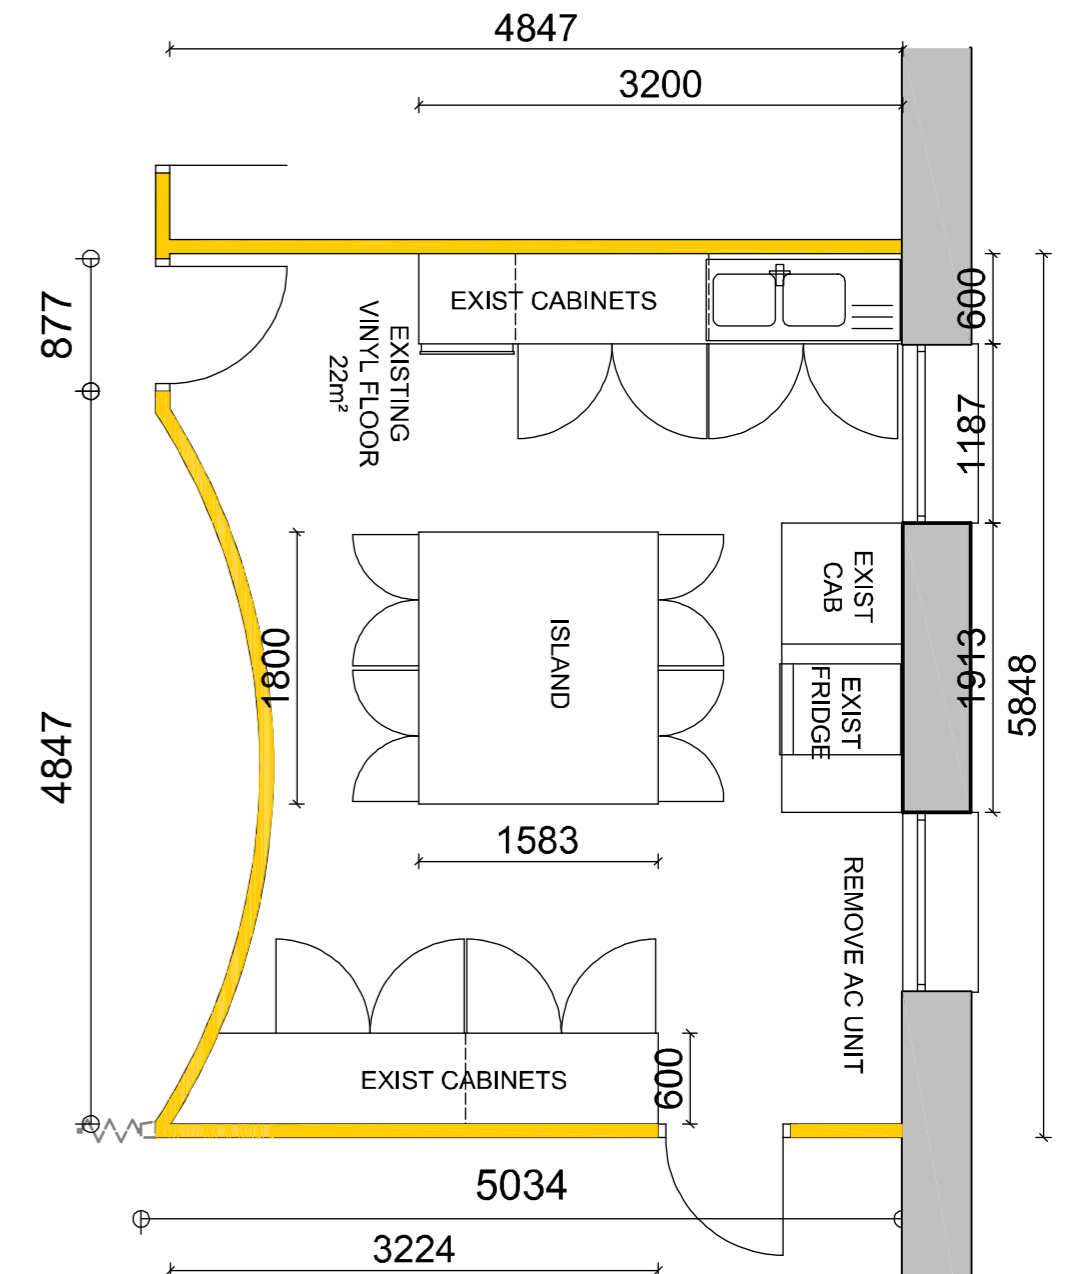 4847
3200
877
EXIST CABINETS
600
EXISTING
VINYL FLOOR
22m²
1187
EXIST
CAB
1800
ISLAND
1913
5848
EXIST
FRIDGE
4847
1583
REMOVE AC UNIT
EXIST CABINETS
600
5034
3224